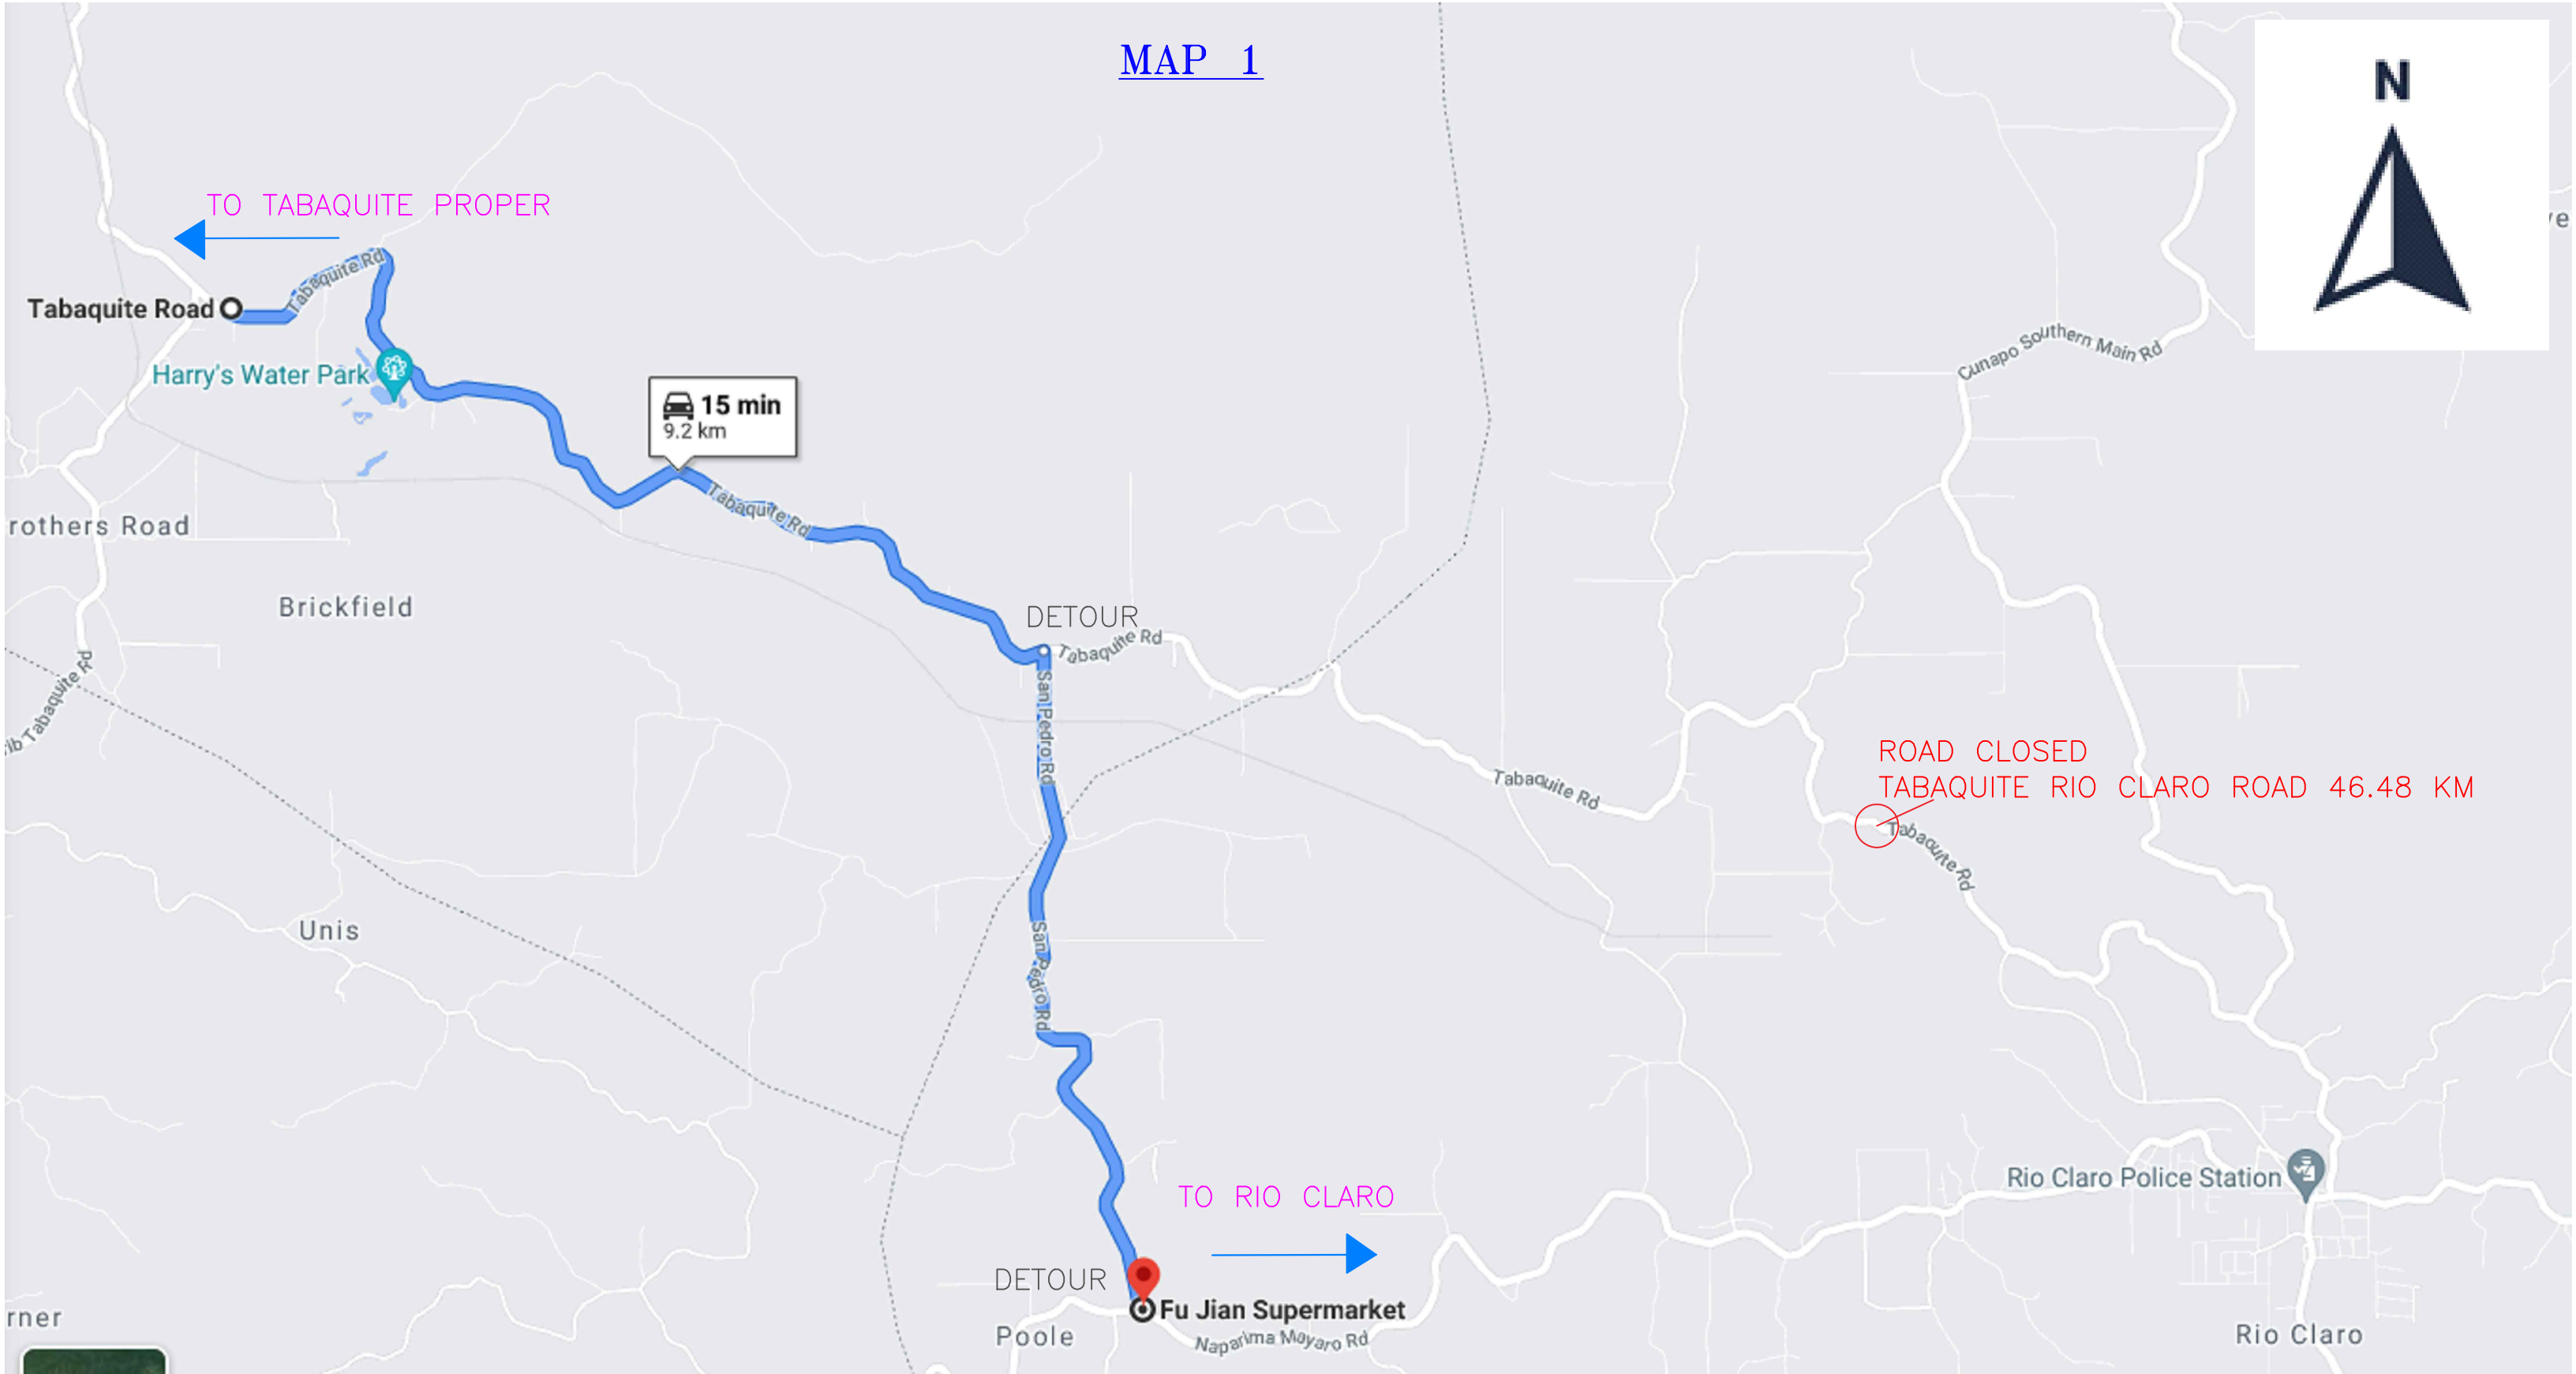 MAP 1
N
TO TABAQUITE PROPER
Tabaquite Rd
Tabaquite Road
Harry's Water Park
15 min
9.2 km
Cunapo Southern Main Rd
Tabaquite Rd
rothers Road
Brickfield
DETOUR
Tabaquite Rd
San Pedro Rd
ib Tabaquite Rd
Tabaquite Rd
ROAD CLOSED
TABAQUITE RIO CLARO ROAD 46.48 KM
Tabaquite Rd
Unis
San Pedro Rd
Rio Claro Police Station
TO RIO CLARO
DETOUR
Fu Jian Supermarket
rner
Poole
Naparima Mayaro Rd
Rio Claro